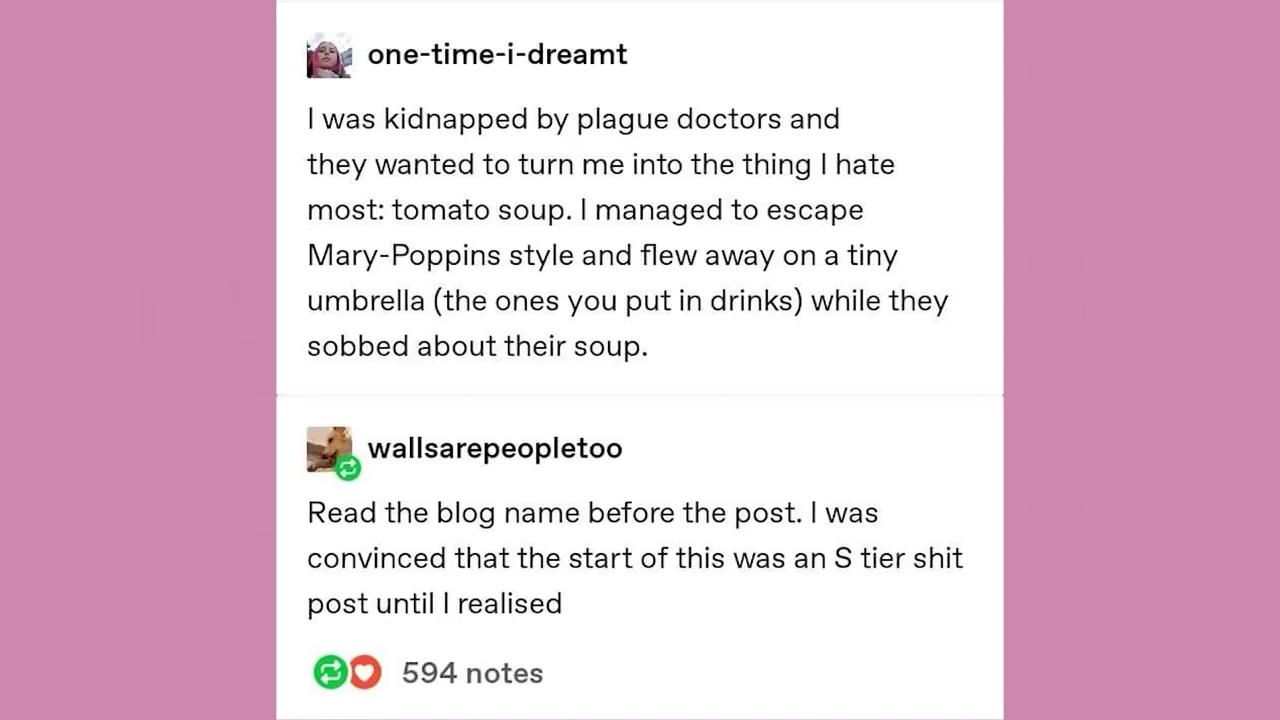 one-time-i-dreamt
I was kidnapped by plague doctors and
they wanted to turn me into the thing I hate
most: tomato soup. I managed to escape
Mary-Poppins style and flew away on a tiny
umbrella (the ones you put in drinks) while they
sobbed about their soup.
wallsarepeopletoo
Read the blog name before the post. I was
convinced that the start of this was an S tier shit
post until I realised
594 notes